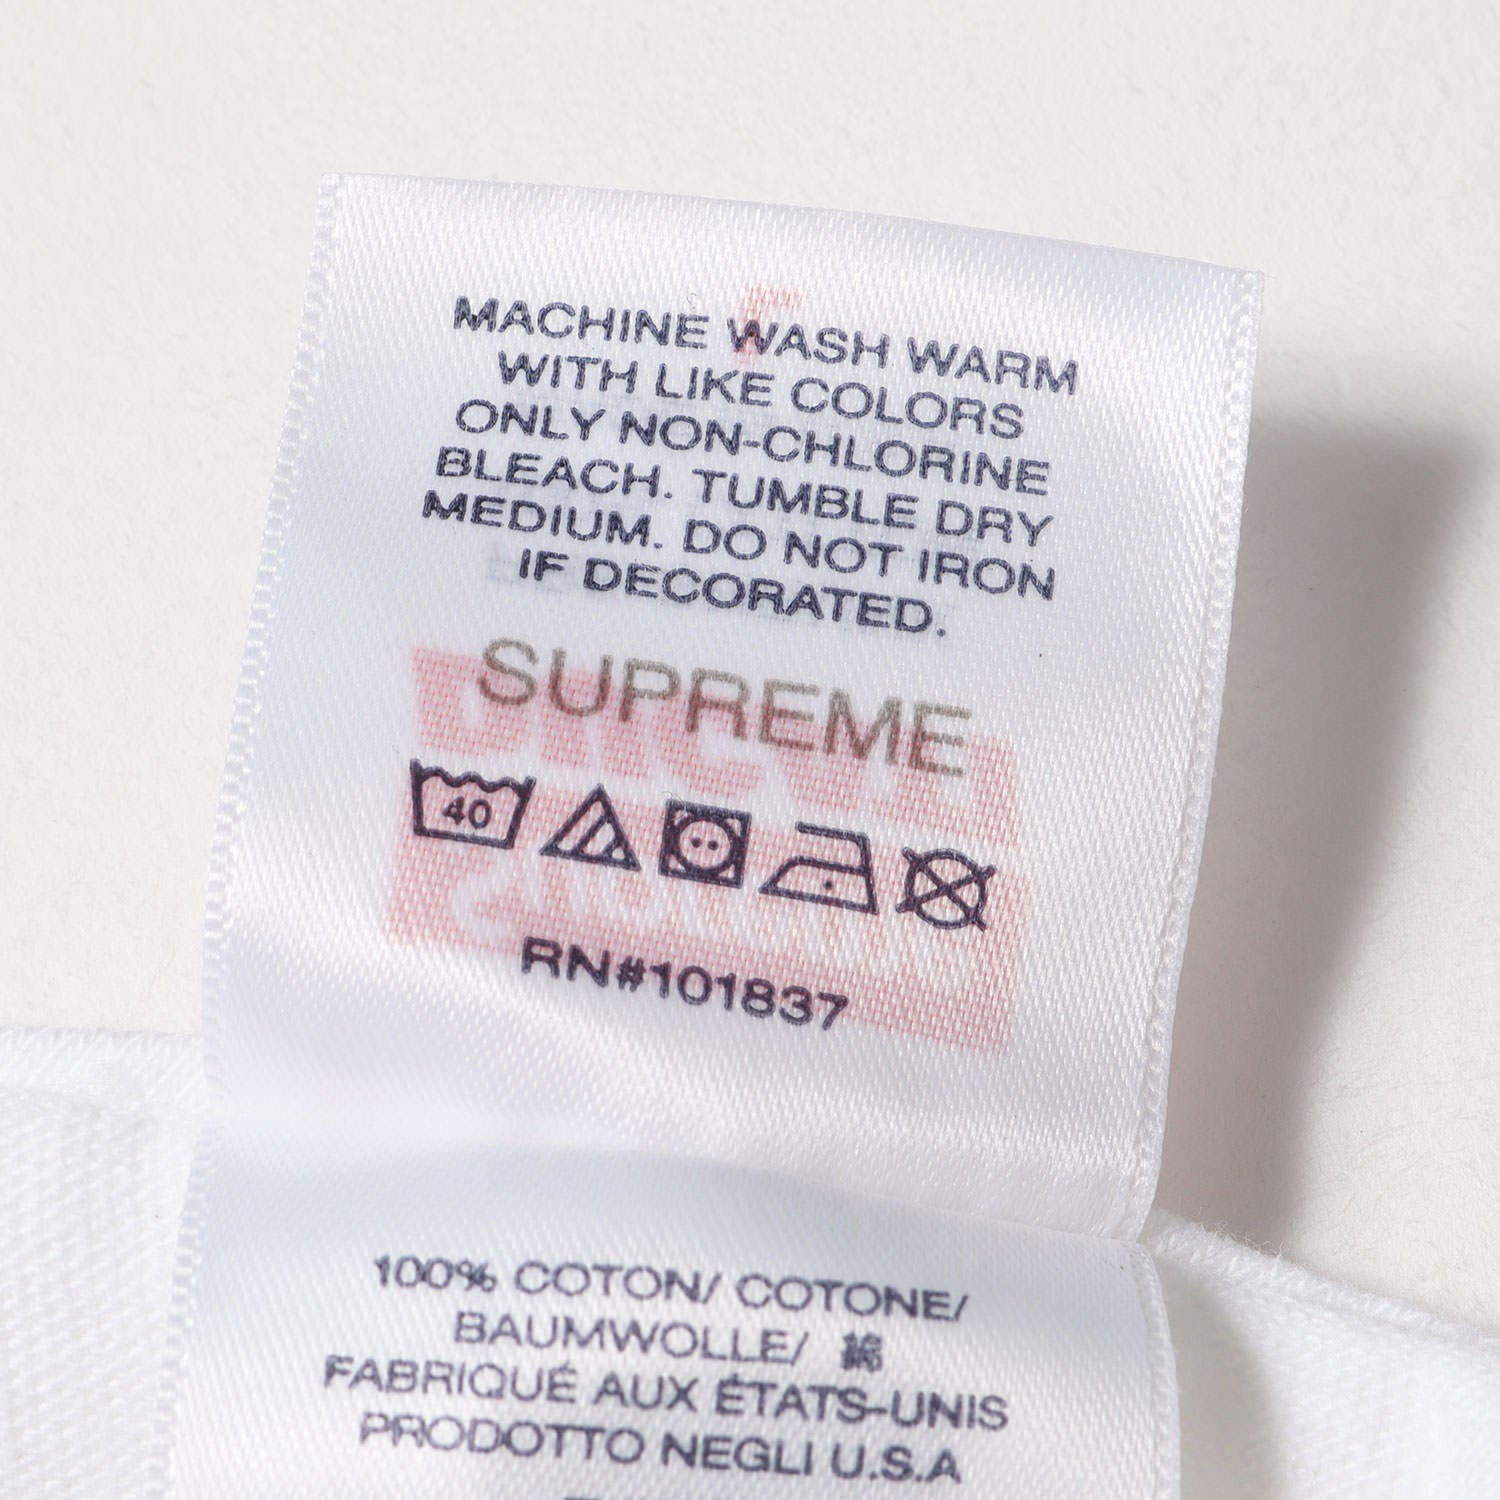 MACHINE WASH WARM
WITH LIKE COLORS
ONLY NON-CHLORINE
BLEACH. TUMBLE DRY
MEDIUM. DO NOT IRON
IF DECORATED.
SUPREME
40
RN#101837
100% COTON/ COTONE/
BAUMWOLLE/ 綿
FABRIQUÉ AUX ÉTATS-UNIS
PRODOTTO NEGLI U.S.A